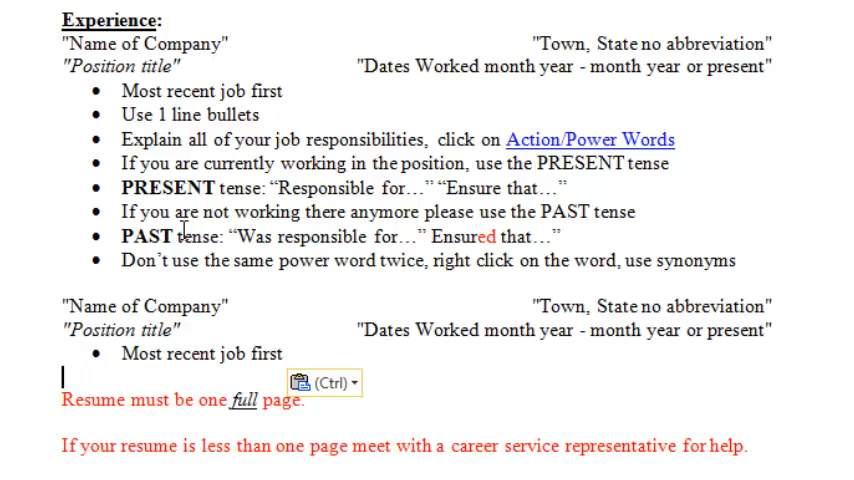 Experience:
"Name of Company" "Town, State no abbreviation"
"Position title" "Dates Worked month year - month year or present"
• Most recent job first
• Use 1 line bullets
• Explain all of your job responsibilities, click on Action/Power Words
• If you are currently working in the position, use the PRESENT tense
• PRESENT tense: “Responsible for…” “Ensure that…”
• If you are not working there anymore please use the PAST tense
• PAST tense: “Was responsible for…” Ensured that…”
• Don’t use the same power word twice, right click on the word, use synonyms
"Name of Company" "Town, State no abbreviation"
"Position title" "Dates Worked month year - month year or present"
• Most recent job first
(Ctrl)
Resume must be one full page.
If your resume is less than one page meet with a career service representative for help.